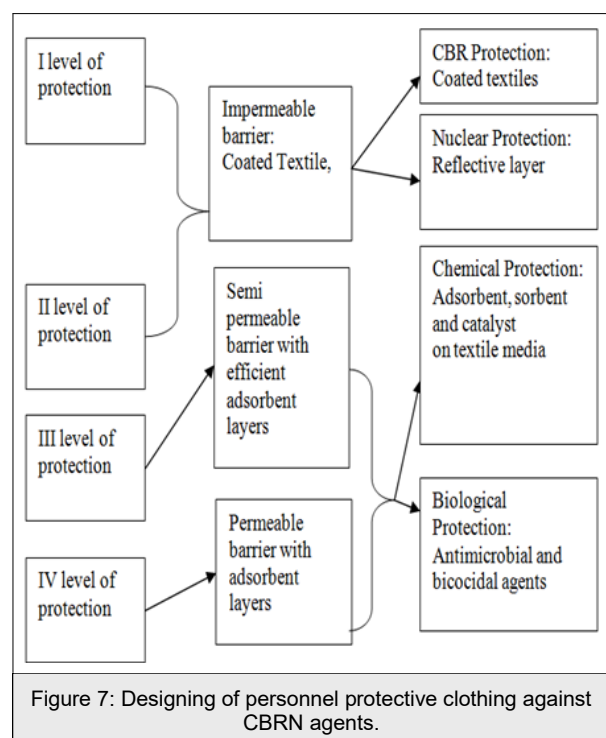 I level of
protection
II level of
protection
III level of
protection
IV level of
protection
Impermeable
barrier:
Coated Textile,
Semi
permeable
barrier with
efficient
adsorbent
layers
Permeable
barrier with
adsorbent
layers
CBR Protection:
Coated textiles
Nuclear Protection:
Reflective layer
Chemical Protection:
Adsorbent, sorbent
and catalyst
on textile media
Biological
Protection:
Antimicrobial and
bicocidal agents
Figure 7: Designing of personnel protective clothing against
CBRN agents.